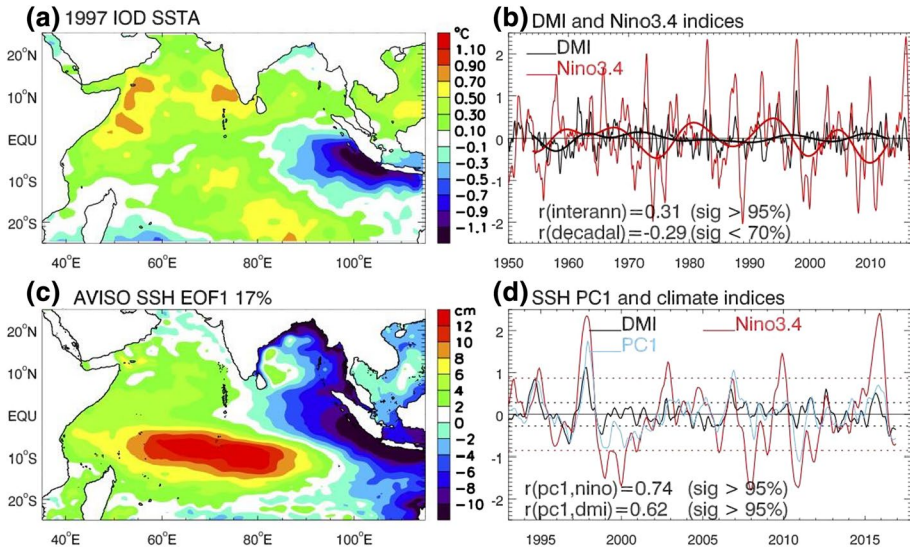 (a) 1997 IOD SSTA
20°N
10°N
EQU
10°S
20°S
40°E 60°E 80°E 100°E
°C
1.10
0.90
0.70
0.50
0.30
0.10
−0.1
−0.3
−0.5
−0.7
−0.9
−1.1
(b) DMI and Nino3.4 indices
DMI
Nino3.4
2
1
0
-1
-2
r(interann)=0.31 (sig > 95%)
r(decadal)=-0.29 (sig < 70%)
1950 1960 1970 1980 1990 2000 2010
(c) AVISO SSH EOF1 17%
20°N
10°N
EQU
10°S
20°S
40°E 60°E 80°E 100°E
cm
12
10
8
6
4
2
0
−2
−4
−6
−8
−10
(d) SSH PC1 and climate indices
DMI Nino3.4
PC1
2
1
0
-1
-2
r(pc1,nino)=0.74 (sig > 95%)
r(pc1,dmi)=0.62 (sig > 95%)
1995 2000 2005 2010 2015